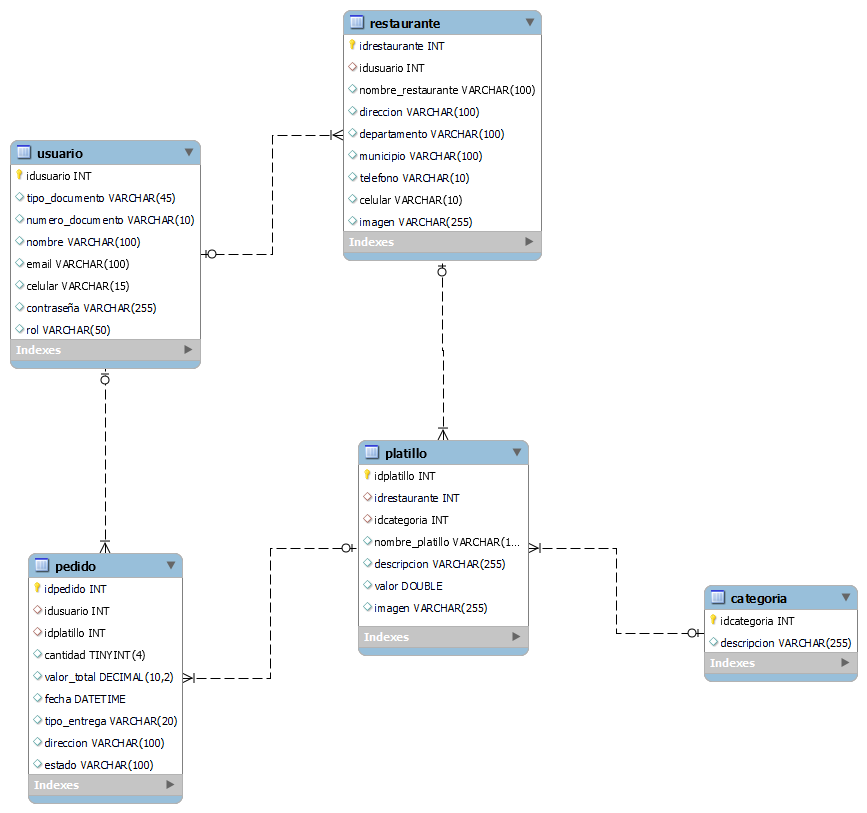 restaurante
idrestaurante INT
idusuario INT
nombre_restaurante VARCHAR(100)
direccion VARCHAR(100)
departamento VARCHAR(100)
municipio VARCHAR(100)
telefono VARCHAR(10)
celular VARCHAR(10)
imagen VARCHAR(255)
Indexes
usuario
idusuario INT
tipo_documento VARCHAR(45)
numero_documento VARCHAR(10)
nombre VARCHAR(100)
email VARCHAR(100)
celular VARCHAR(15)
contraseña VARCHAR(255)
rol VARCHAR(50)
Indexes
platillo
idplatillo INT
idrestaurante INT
idcategoria INT
nombre_platillo VARCHAR(1...
descripcion VARCHAR(255)
valor DOUBLE
imagen VARCHAR(255)
Indexes
pedido
idpedido INT
idusuario INT
idplatillo INT
cantidad TINYINT(4)
valor_total DECIMAL(10,2)
fecha DATETIME
tipo_entrega VARCHAR(20)
direccion VARCHAR(100)
estado VARCHAR(100)
Indexes
categoria
idcategoria INT
descripcion VARCHAR(255)
Indexes